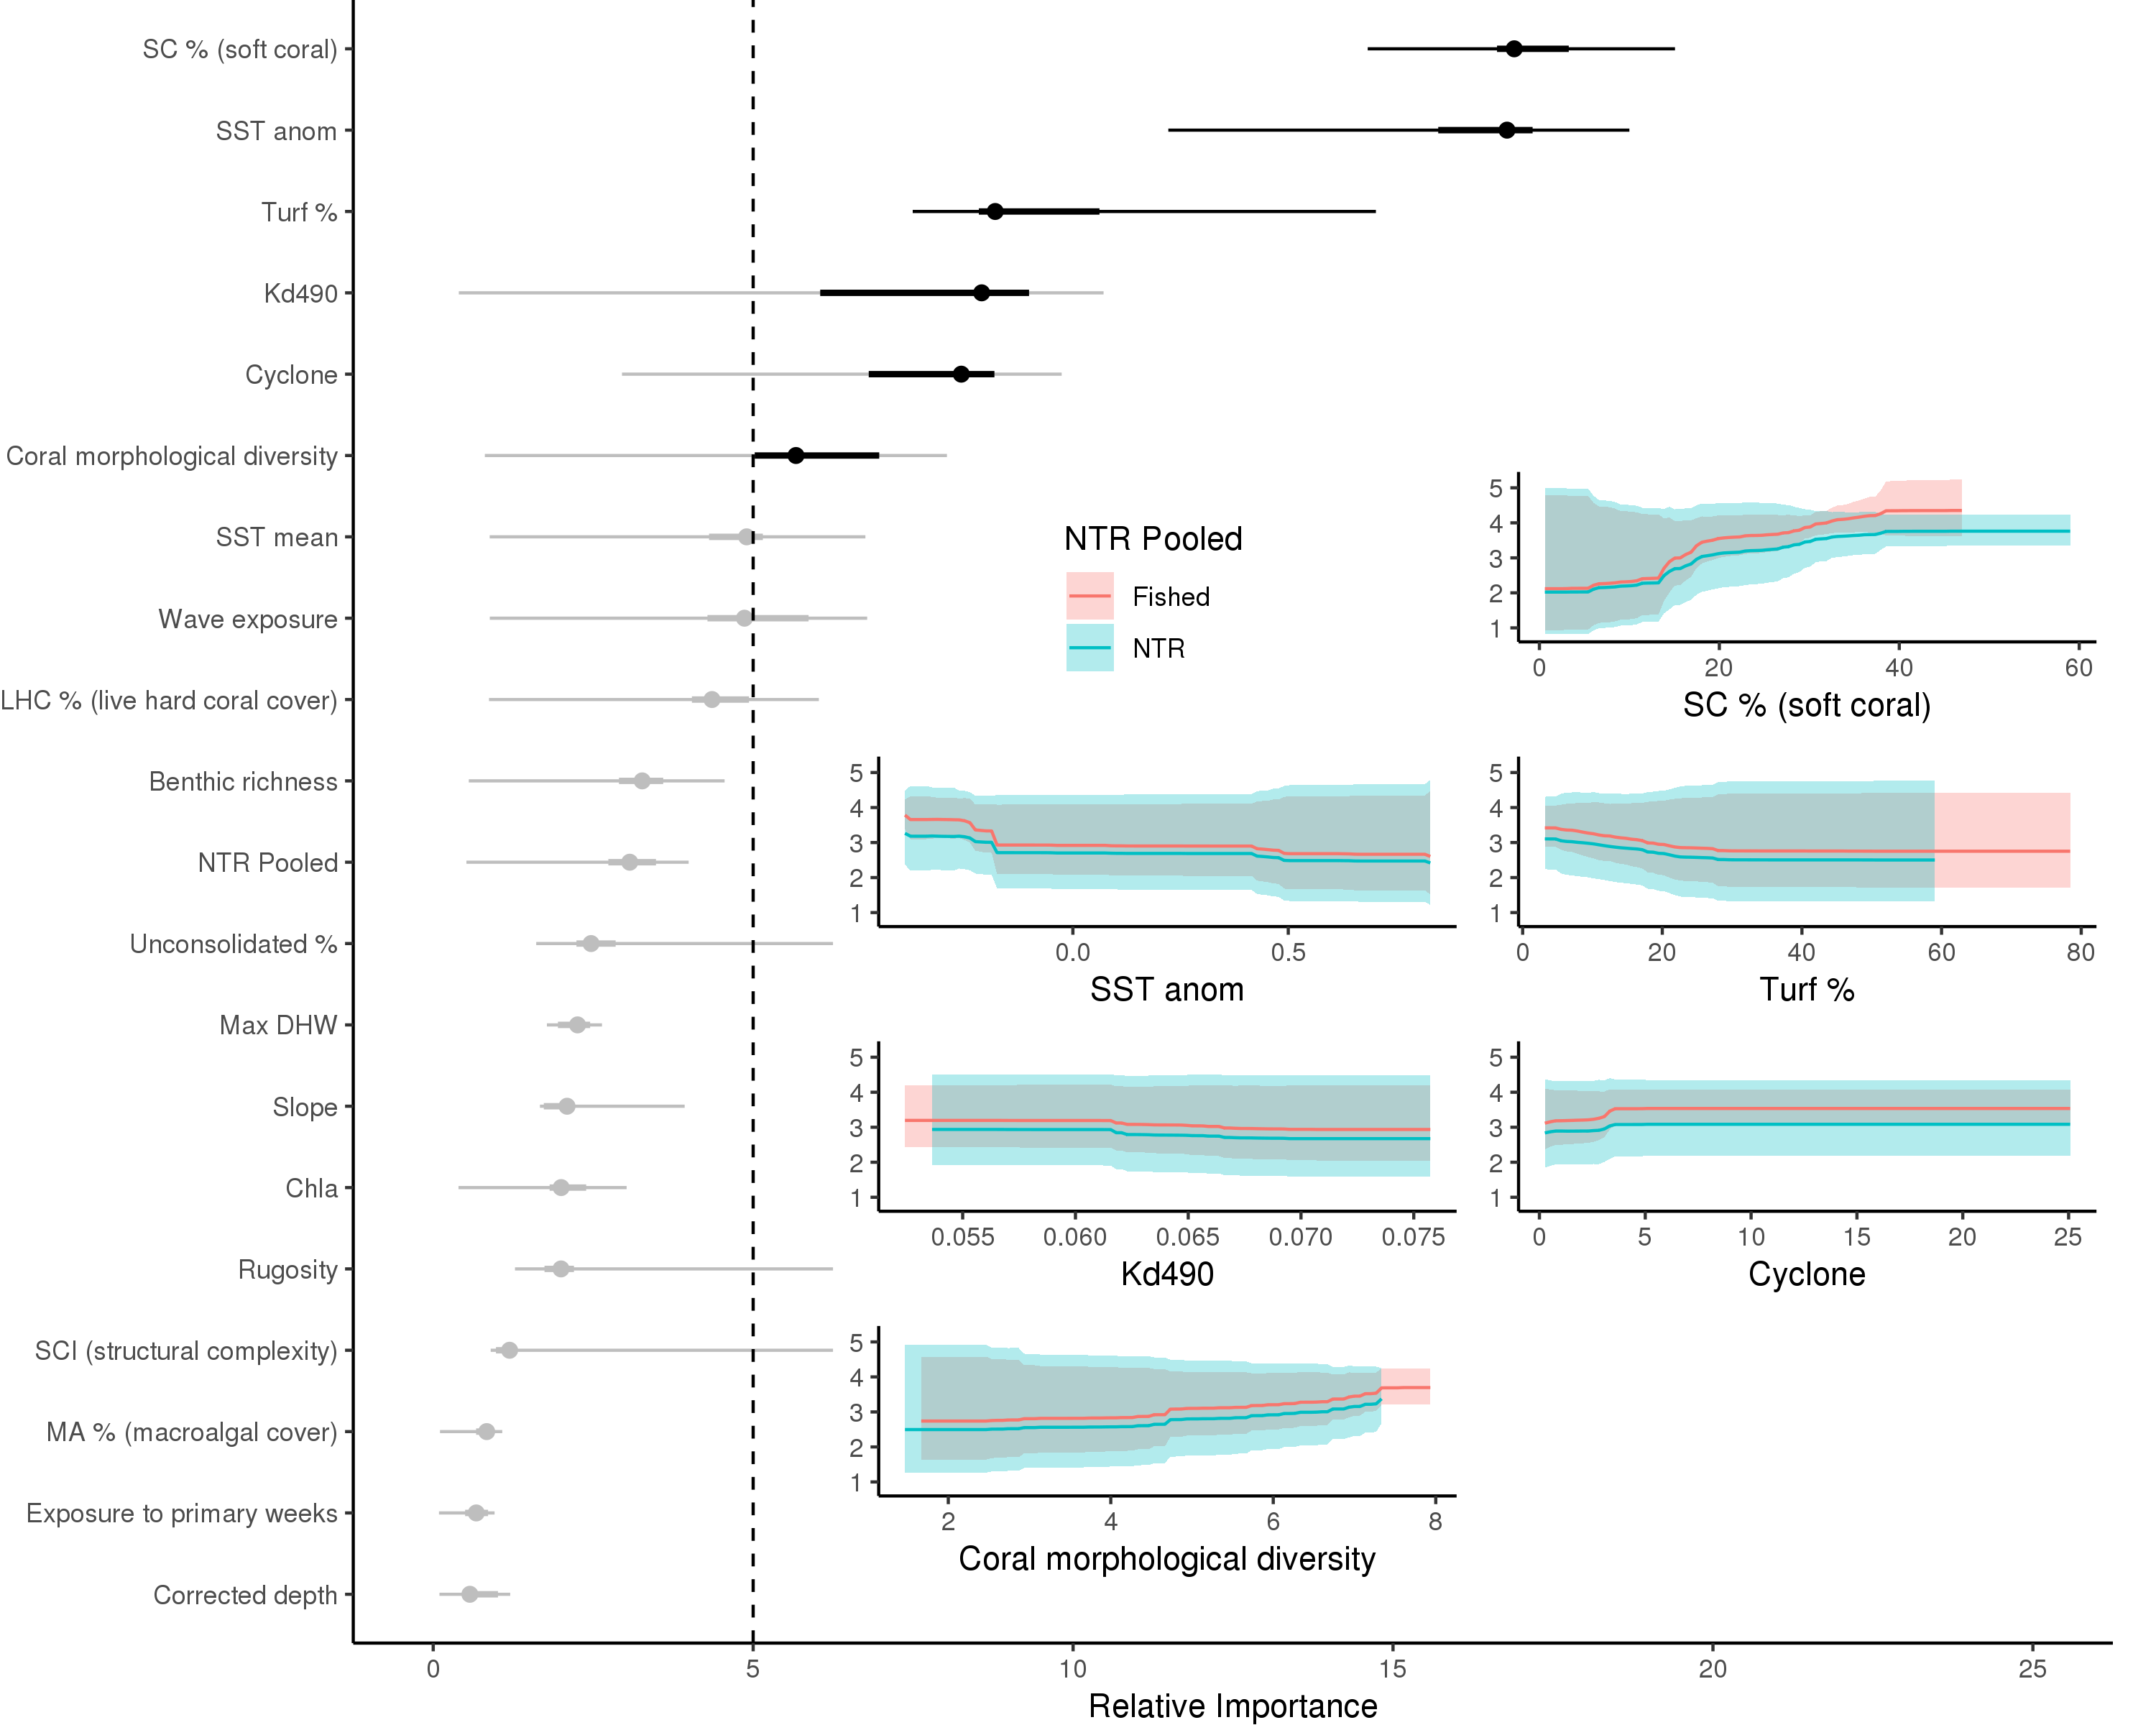 SC % (soft coral)
SST anom
Turf %
Kd490
Cyclone
Coral morphological diversity
SST mean
Wave exposure
LHC % (live hard coral cover)
Benthic richness
NTR Pooled
Unconsolidated %
Max DHW
Slope
Chla
Rugosity
SCI (structural complexity)
MA % (macroalgal cover)
Exposure to primary weeks
Corrected depth
0 5 10 15 20 25
Relative Importance
NTR Pooled
Fished
NTR
5
4
3
2
1
0 20 40 60
SC % (soft coral)
5
4
3
2
1
0.0 0.5
SST anom
5
4
3
2
1
0 20 40 60 80
Turf %
5
4
3
2
1
0.055 0.060 0.065 0.070 0.075
Kd490
5
4
3
2
1
0 5 10 15 20 25
Cyclone
5
4
3
2
1
2 4 6 8
Coral morphological diversity